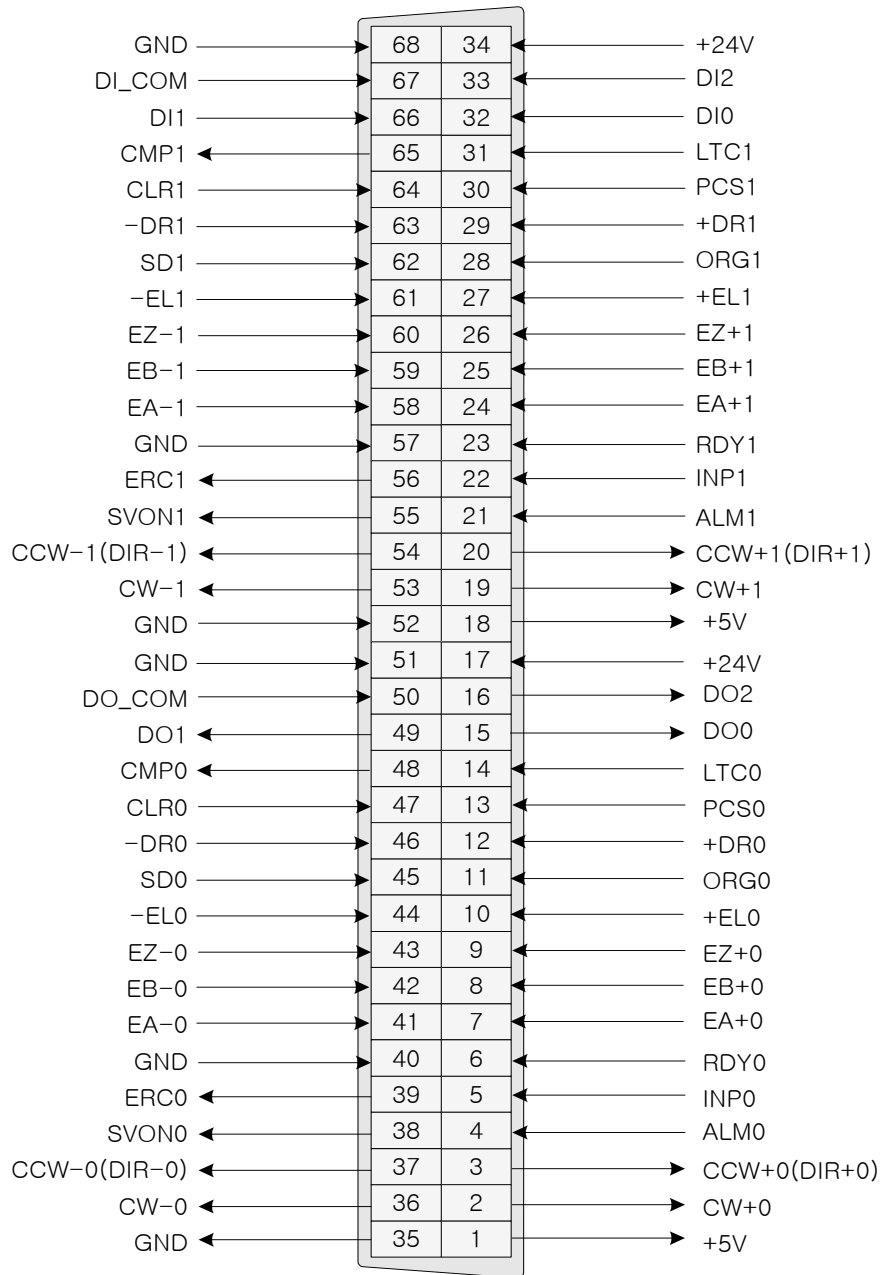 GND 68 34 +24V
DI_COM 67 33 DI2
DI1 66 32 DI0
CMP1 65 31 LTC1
CLR1 64 30 PCS1
-DR1 63 29 +DR1
SD1 62 28 ORG1
-EL1 61 27 +EL1
EZ-1 60 26 EZ+1
EB-1 59 25 EB+1
EA-1 58 24 EA+1
GND 57 23 RDY1
ERC1 56 22 INP1
SVON1 55 21 ALM1
CCW-1(DIR-1) 54 20 CCW+1(DIR+1)
CW-1 53 19 CW+1
GND 52 18 +5V
GND 51 17 +24V
DO_COM 50 16 DO2
DO1 49 15 DO0
CMP0 48 14 LTC0
CLR0 47 13 PCS0
-DR0 46 12 +DR0
SD0 45 11 ORG0
-EL0 44 10 +EL0
EZ-0 43 9 EZ+0
EB-0 42 8 EB+0
EA-0 41 7 EA+0
GND 40 6 RDY0
ERC0 39 5 INP0
SVON0 38 4 ALM0
CCW-0(DIR-0) 37 3 CCW+0(DIR+0)
CW-0 36 2 CW+0
GND 35 1 +5V